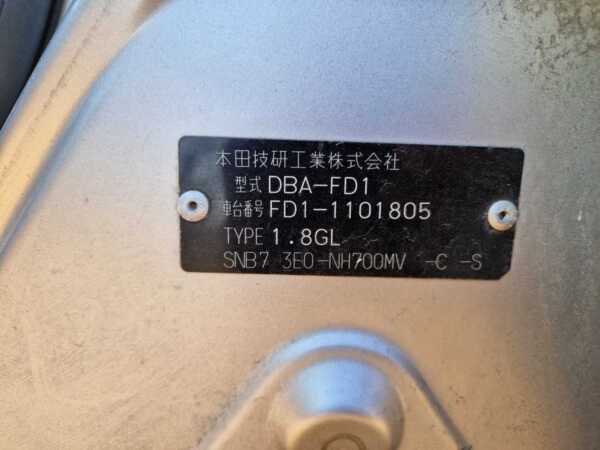 本田技研工業株式会社
型式 DBA-FD1
車台番号 FD1-1101805
TYPE 1.8GL
SNB7 3E0-NH700MV -C -S